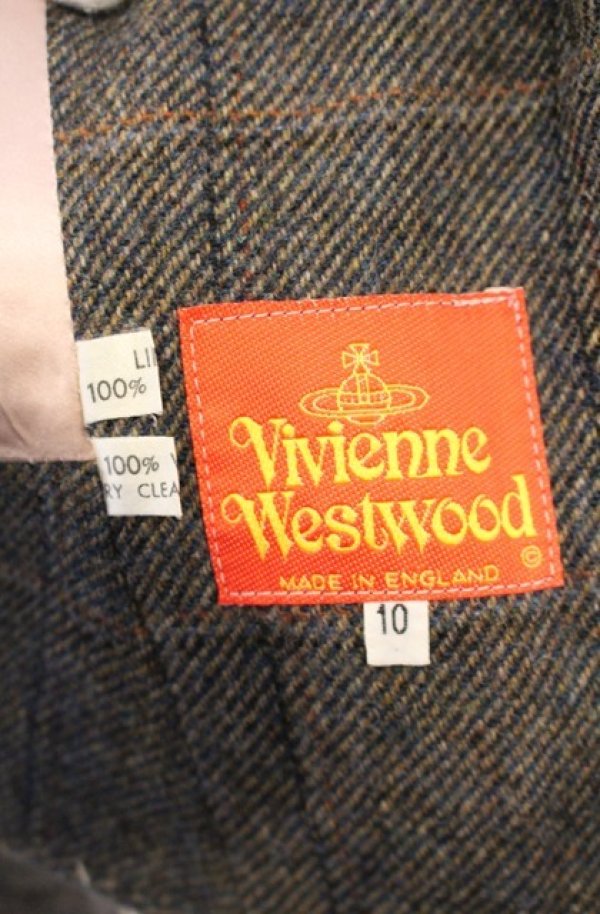 LI
100%
100%
RY CLEA
Vivienne
Westwood
©
MADE IN ENGLAND
10